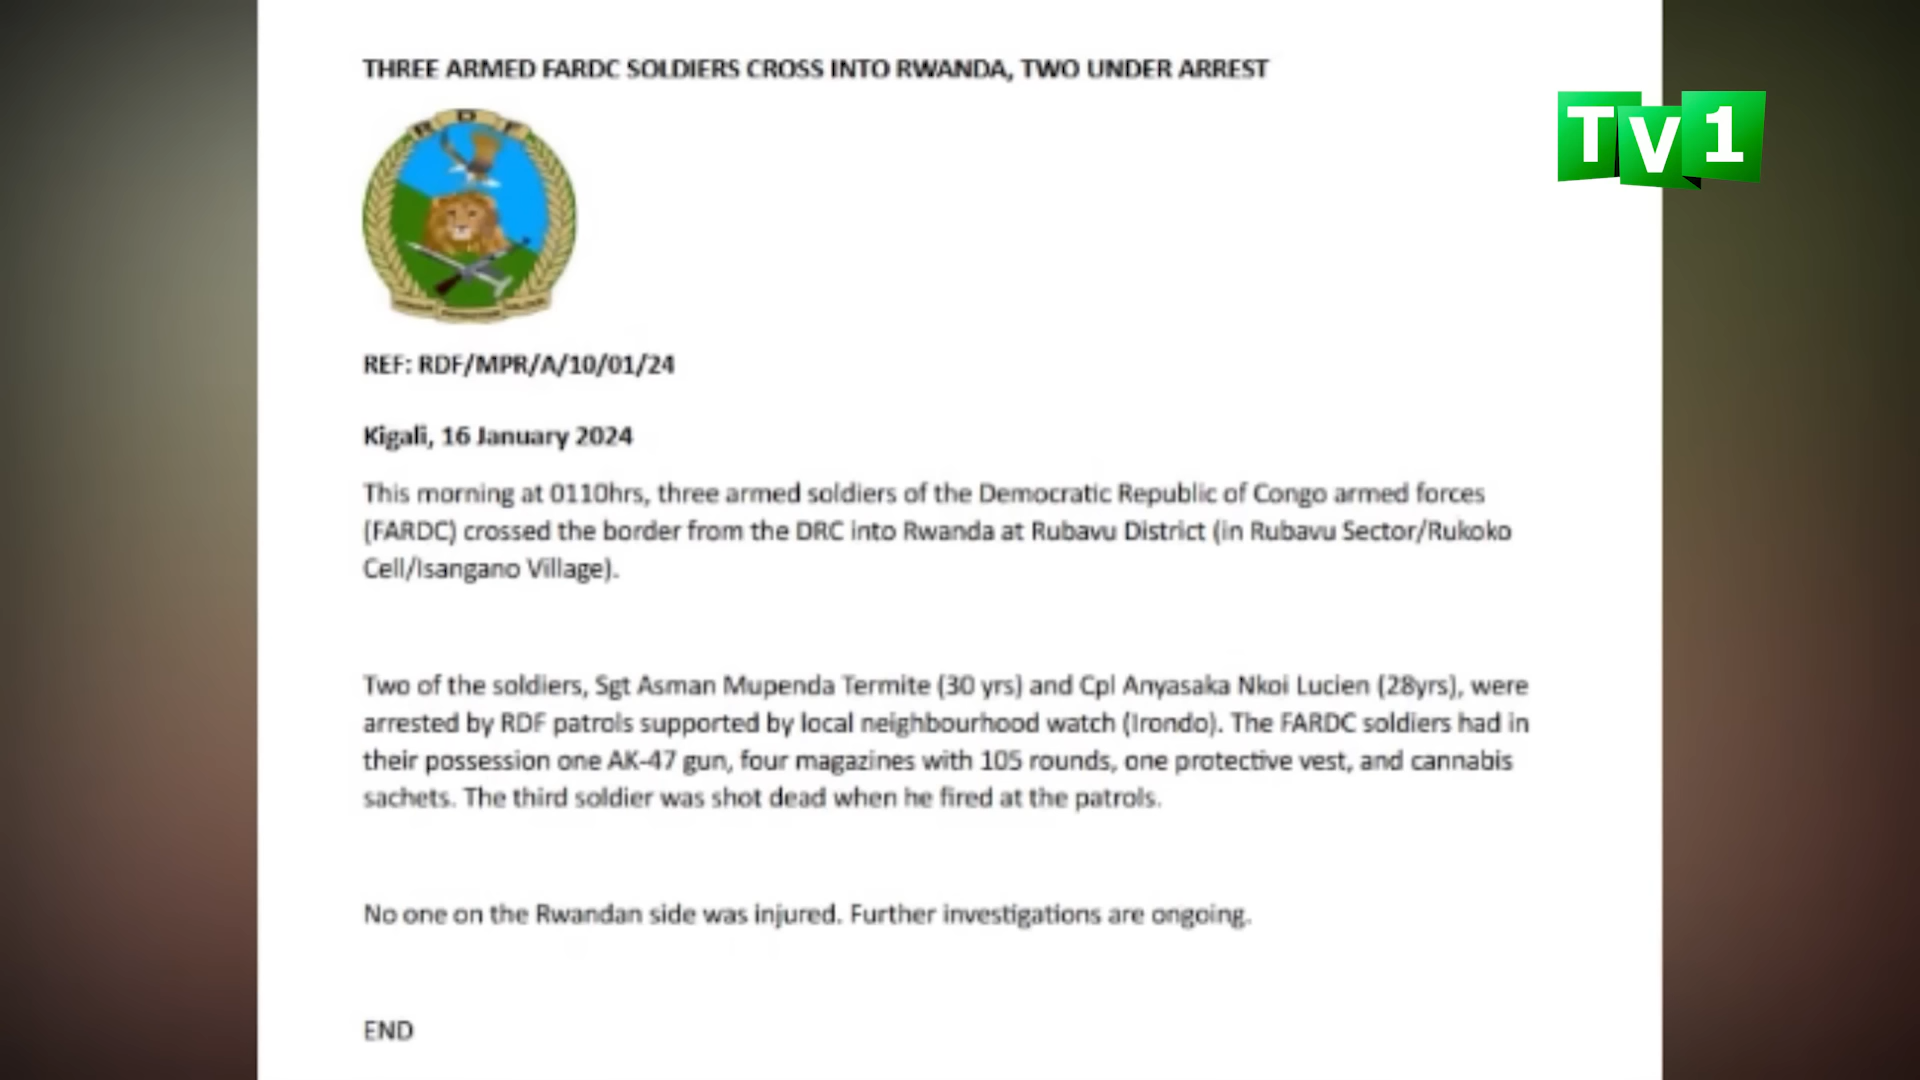 THREE ARMED FARDC SOLDIERS CROSS INTO RWANDA, TWO UNDER ARREST
Tv1
R D F
REF: RDF/MPR/A/10/01/24
Kigali, 16 January 2024
This morning at 0110hrs, three armed soldiers of the Democratic Republic of Congo armed forces
(FARDC) crossed the border from the DRC into Rwanda at Rubavu District (in Rubavu Sector/Rukoko
Cell/Isangano Village).
Two of the soldiers, Sgt Asman Mupenda Termite (30 yrs) and Cpl Anyasaka Nkoi Lucien (28yrs), were
arrested by RDF patrols supported by local neighbourhood watch (Irondo). The FARDC soldiers had in
their possession one AK-47 gun, four magazines with 105 rounds, one protective vest, and cannabis
sachets. The third soldier was shot dead when he fired at the patrols.
No one on the Rwandan side was injured. Further investigations are ongoing.
END